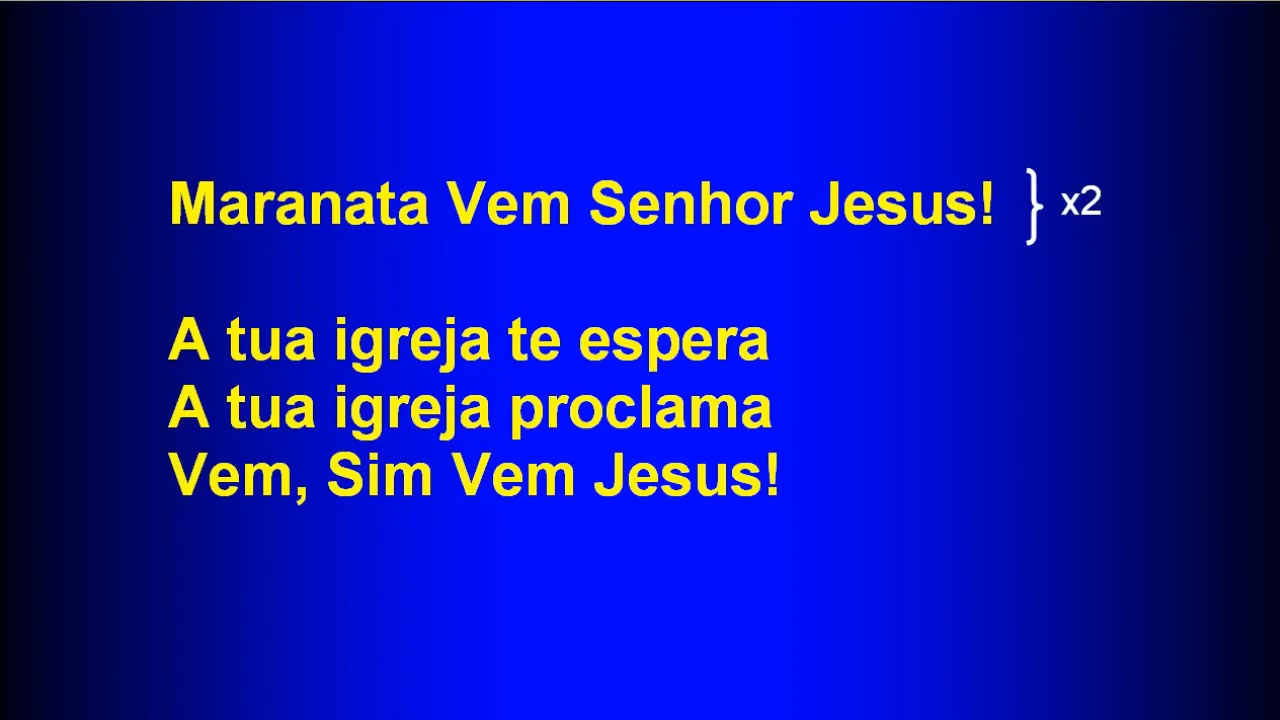 Maranata Vem Senhor Jesus! } x2
A tua igreja te espera
A tua igreja proclama
Vem, Sim Vem Jesus!